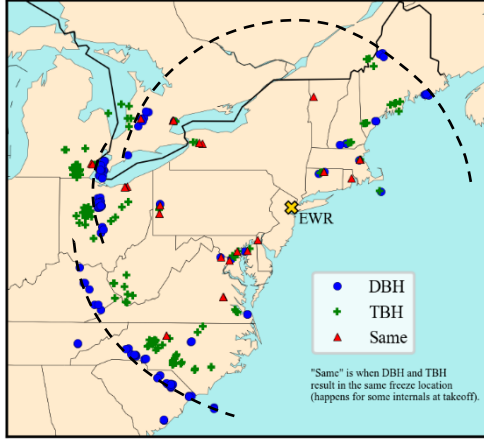 EWR
DBH
TBH
Same
"Same" is when DBH and TBH
result in the same freeze location
(happens for some internals at takeoff).